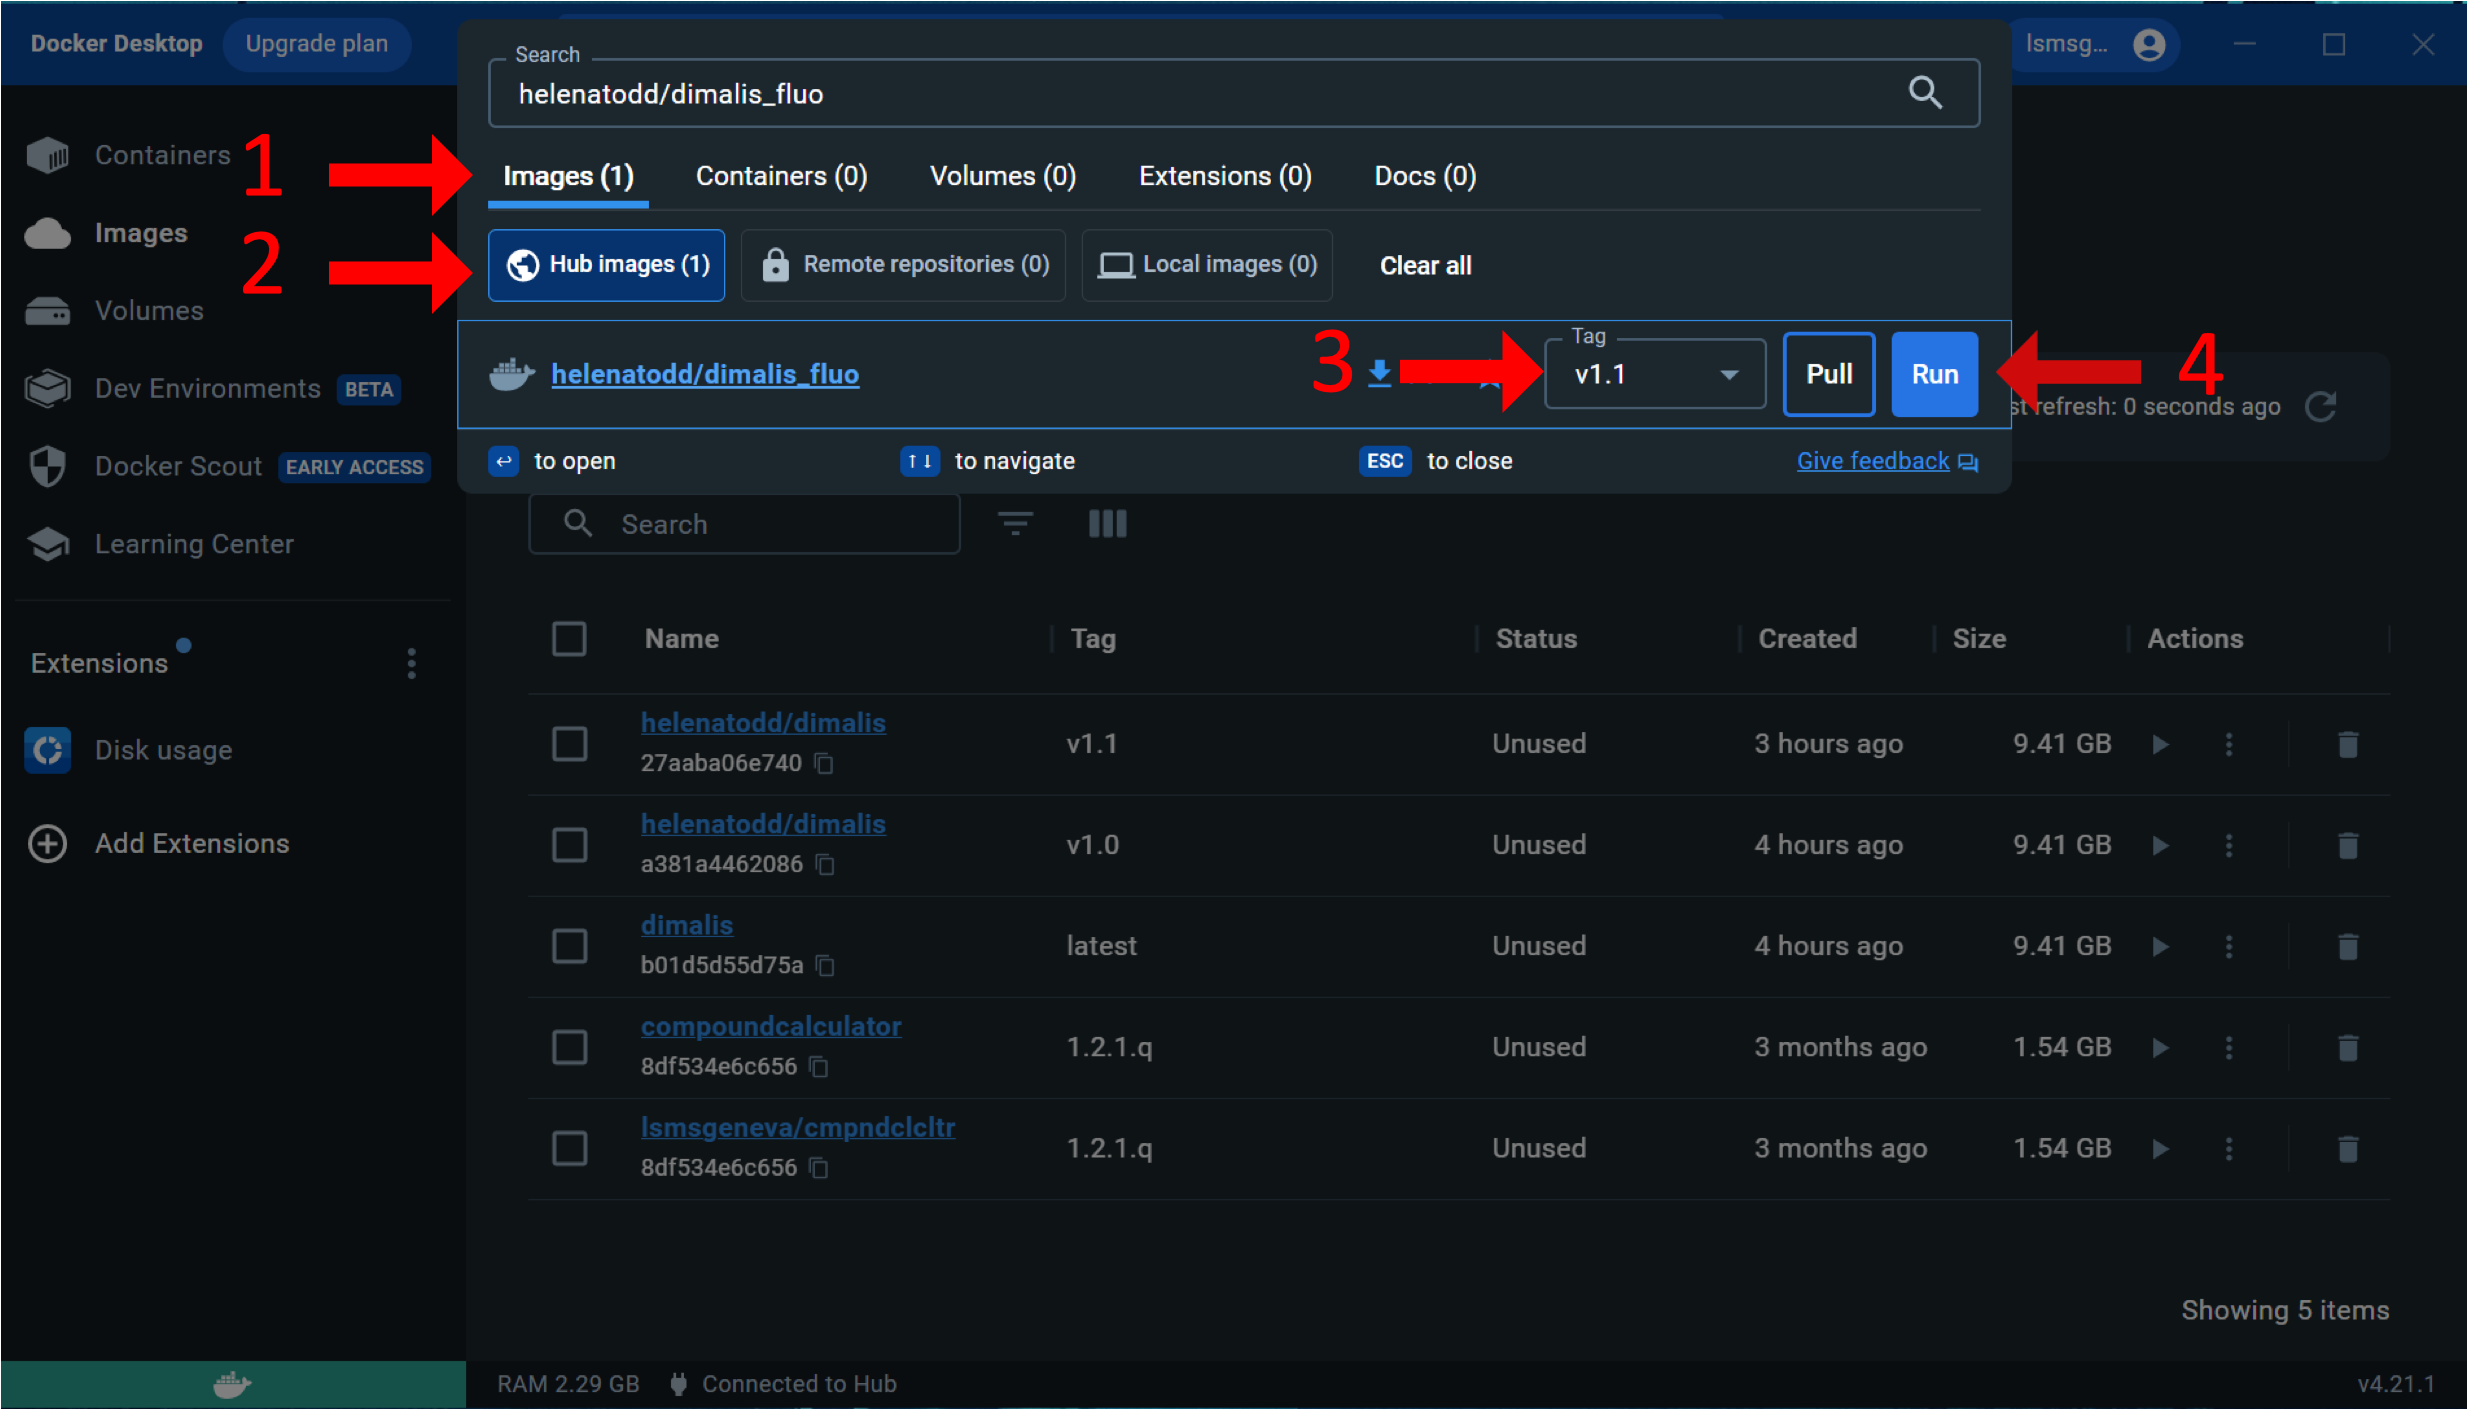 Docker Desktop
Upgrade plan
lsmsg...
Search
helenatodd/dimalis_fluo
Images (1)
Containers (0)
Volumes (0)
Extensions (0)
Docs (0)
Hub images (1)
Remote repositories (0)
Local images (0)
Clear all
helenatodd/dimalis_fluo
Tag
v1.1
Pull
Run
1
2
3
4
to open
to navigate
ESC to close
Give feedback
Containers
Images
Volumes
Dev Environments BETA
Docker Scout EARLY ACCESS
Learning Center
Extensions
Disk usage
Add Extensions
refresh: 0 seconds ago
Search
Name Tag Status Created Size Actions
helenatodd/dimalis
27aaba06e740
v1.1 Unused 3 hours ago 9.41 GB
helenatodd/dimalis
a381a4462086
v1.0 Unused 4 hours ago 9.41 GB
dimalis
b01d5d55d75a
latest Unused 4 hours ago 9.41 GB
compoundcalculator
8df534e6c656
1.2.1.q Unused 3 months ago 1.54 GB
lsmsgeneva/cmpndclcltr
8df534e6c656
1.2.1.q Unused 3 months ago 1.54 GB
Showing 5 items
RAM 2.29 GB
Connected to Hub
v4.21.1